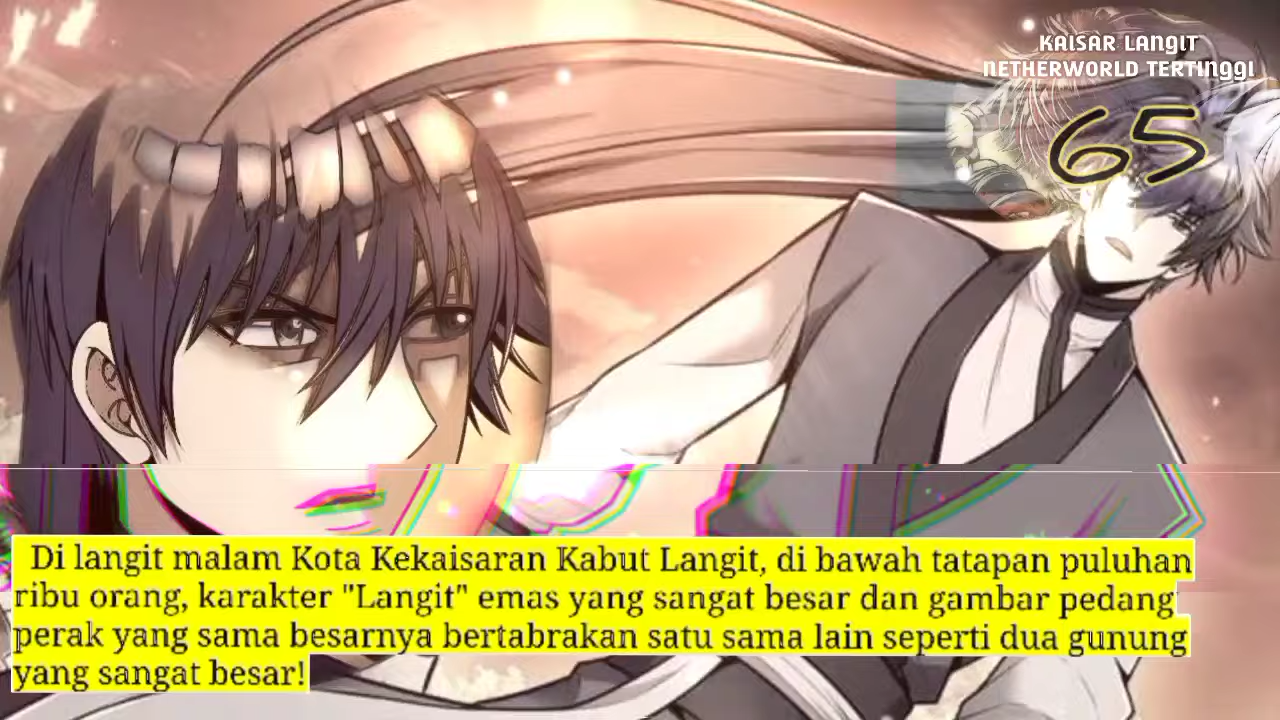 KAISAR LANGIT
NETHERWORLD TERTINGGI
65
Di langit malam Kota Kekaisaran Kabut Langit, di bawah tatapan puluhan
ribu orang, karakter "Langit" emas yang sangat besar dan gambar pedang
perak yang sama besarnya bertabrakan satu sama lain seperti dua gunung
yang sangat besar!